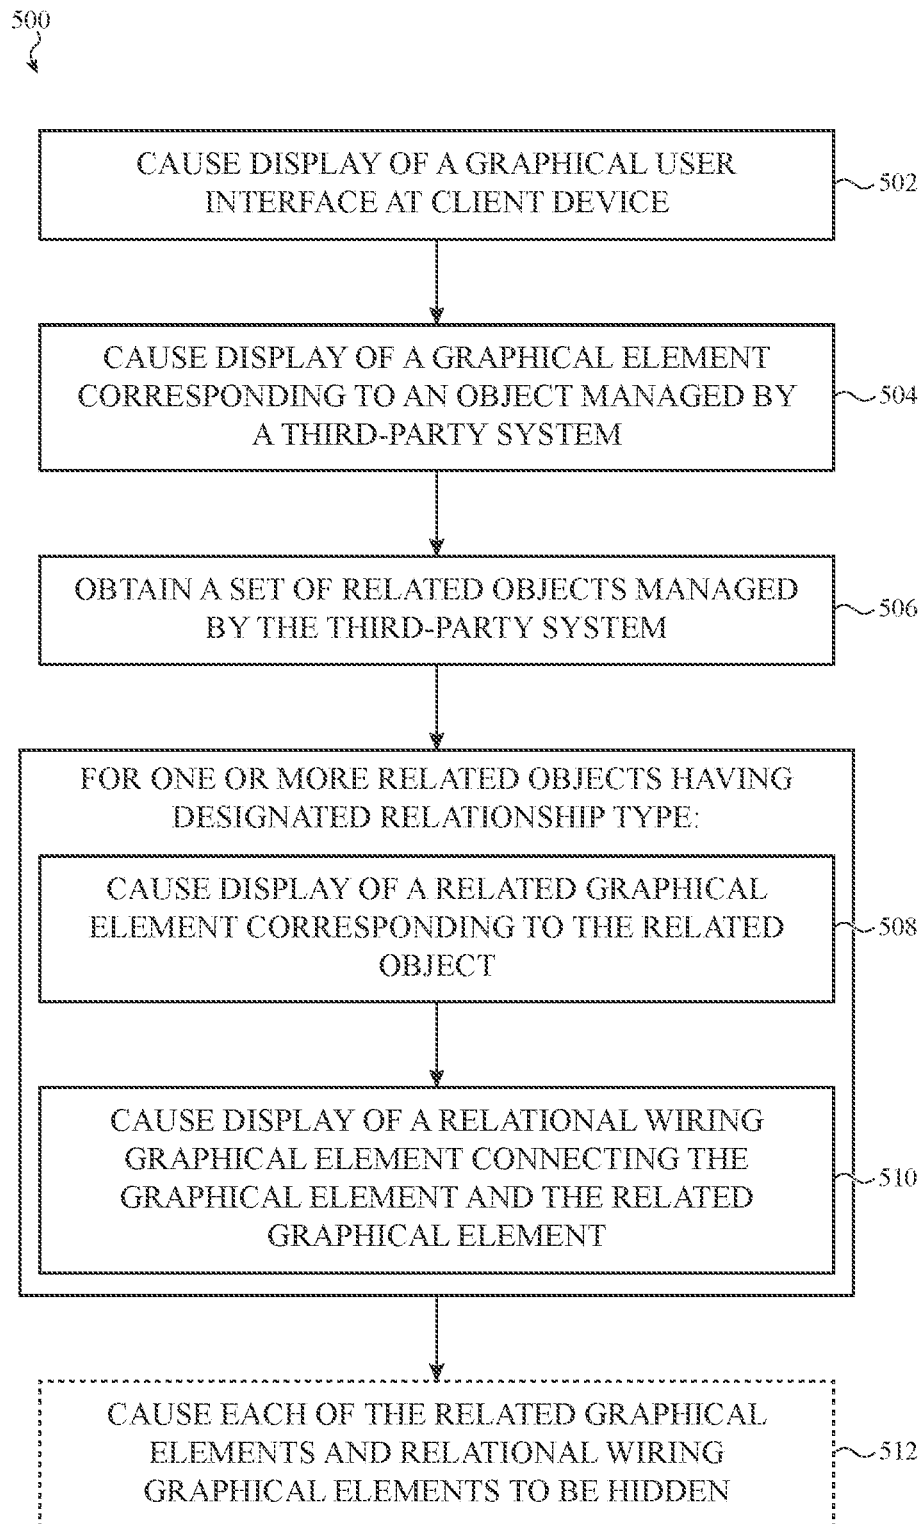 500
CAUSE DISPLAY OF A GRAPHICAL USER
INTERFACE AT CLIENT DEVICE
502
CAUSE DISPLAY OF A GRAPHICAL ELEMENT
CORRESPONDING TO AN OBJECT MANAGED BY
A THIRD-PARTY SYSTEM
504
OBTAIN A SET OF RELATED OBJECTS MANAGED
BY THE THIRD-PARTY SYSTEM
506
FOR ONE OR MORE RELATED OBJECTS HAVING
DESIGNATED RELATIONSHIP TYPE:
CAUSE DISPLAY OF A RELATED GRAPHICAL
ELEMENT CORRESPONDING TO THE RELATED
OBJECT
508
CAUSE DISPLAY OF A RELATIONAL WIRING
GRAPHICAL ELEMENT CONNECTING THE
GRAPHICAL ELEMENT AND THE RELATED
GRAPHICAL ELEMENT
510
CAUSE EACH OF THE RELATED GRAPHICAL
ELEMENTS AND RELATIONAL WIRING
GRAPHICAL ELEMENTS TO BE HIDDEN
512